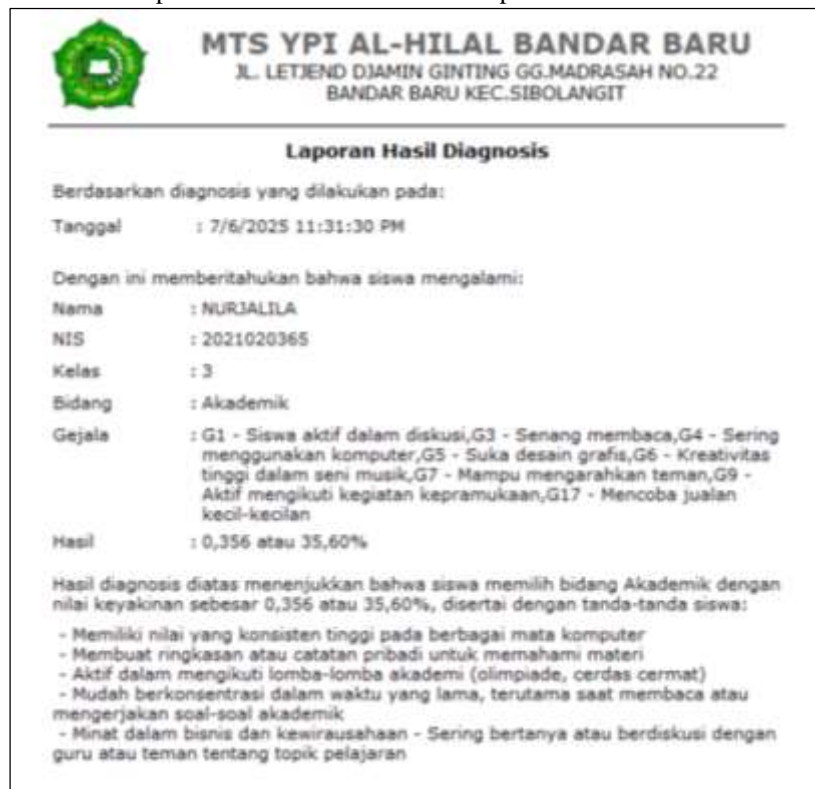 MTS YPI AL-HILAL BANDAR BARU
JL. LETJEND DJAMIN GINTING GG.MADRASAH NO.22
BANDAR BARU KEC.SIBOLANGIT
Laporan Hasil Diagnosis
Berdasarkan diagnosis yang dilakukan pada:
Tanggal : 7/6/2025 11:31:30 PM
Dengan ini memberitahukan bahwa siswa mengalami:
Nama : NURJALILA
NIS : 2021020365
Kelas : 3
Bidang : Akademik
Gejala : G1 - Siswa aktif dalam diskusi,G3 - Senang membaca,G4 - Sering
menggunakan komputer,G5 - Suka desain grafis,G6 - Kreativitas
tinggi dalam seni musik,G7 - Mampu mengarahkan teman,G9 -
Aktif mengikuti kegiatan kepramukaan,G17 - Mencoba jualan
kecil-kecilan
Hasil : 0,356 atau 35,60%
Hasil diagnosis diatas menenjukkan bahwa siswa memilih bidang Akademik dengan
nilai keyakinan sebesar 0,356 atau 35,60%, disertai dengan tanda-tanda siswa:
- Memiliki nilai yang konsisten tinggi pada berbagai mata komputer
- Membuat ringkasan atau catatan pribadi untuk memahami materi
- Aktif dalam mengikuti lomba-lomba akademi (olimpiade, cerdas cermat)
- Mudah berkonsentrasi dalam waktu yang lama, terutama saat membaca atau
mengerjakan soal-soal akademik
- Minat dalam bisnis dan kewirausahaan - Sering bertanya atau berdiskusi dengan
guru atau teman tentang topik pelajaran